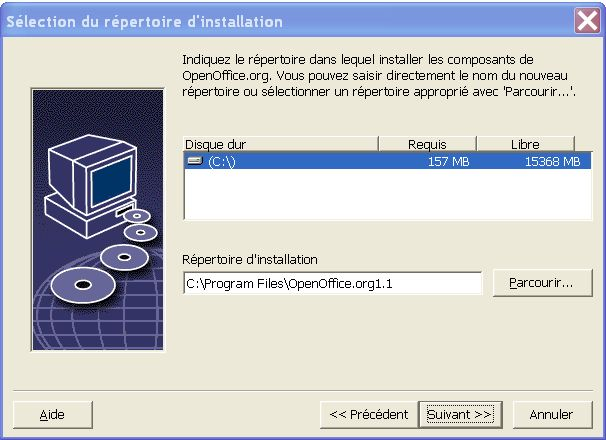 Sélection du répertoire d'installation
Indiquez le répertoire dans lequel installer les composants de
OpenOffice.org. Vous pouvez saisir directement le nom du nouveau
répertoire ou sélectionner un répertoire approprié avec 'Parcourir...'.
Disque dur Requis Libre
(C:\) 157 MB 15368 MB
Répertoire d'installation
C:\Program Files\OpenOffice.org1.1 Parcourir...
Aide << Précédent Suivant >> Annuler